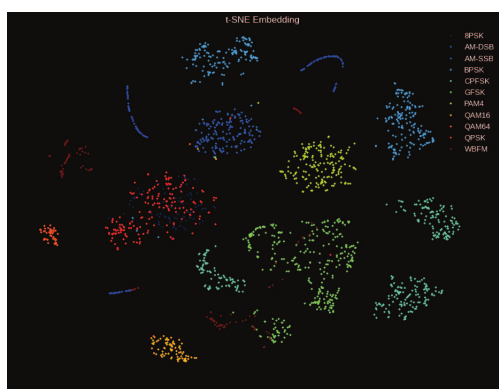 t-SNE Embedding
8PSK
AM-DSB
AM-SSB
BPSK
CPFSK
GFSK
PAM4
QAM16
QAM64
QPSK
WBFM